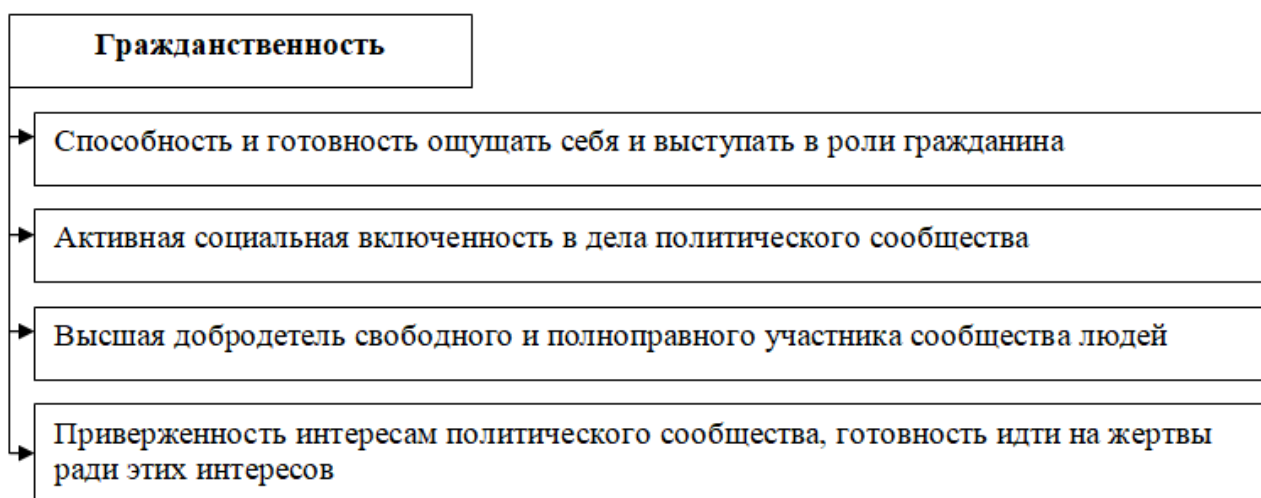 Гражданственность
Способность и готовность ощущать себя и выступать в роли гражданина
Активная социальная включенность в дела политического сообщества
Высшая добродетель свободного и полноправного участника сообщества людей
Приверженность интересам политического сообщества, готовность идти на жертвы
ради этих интересов